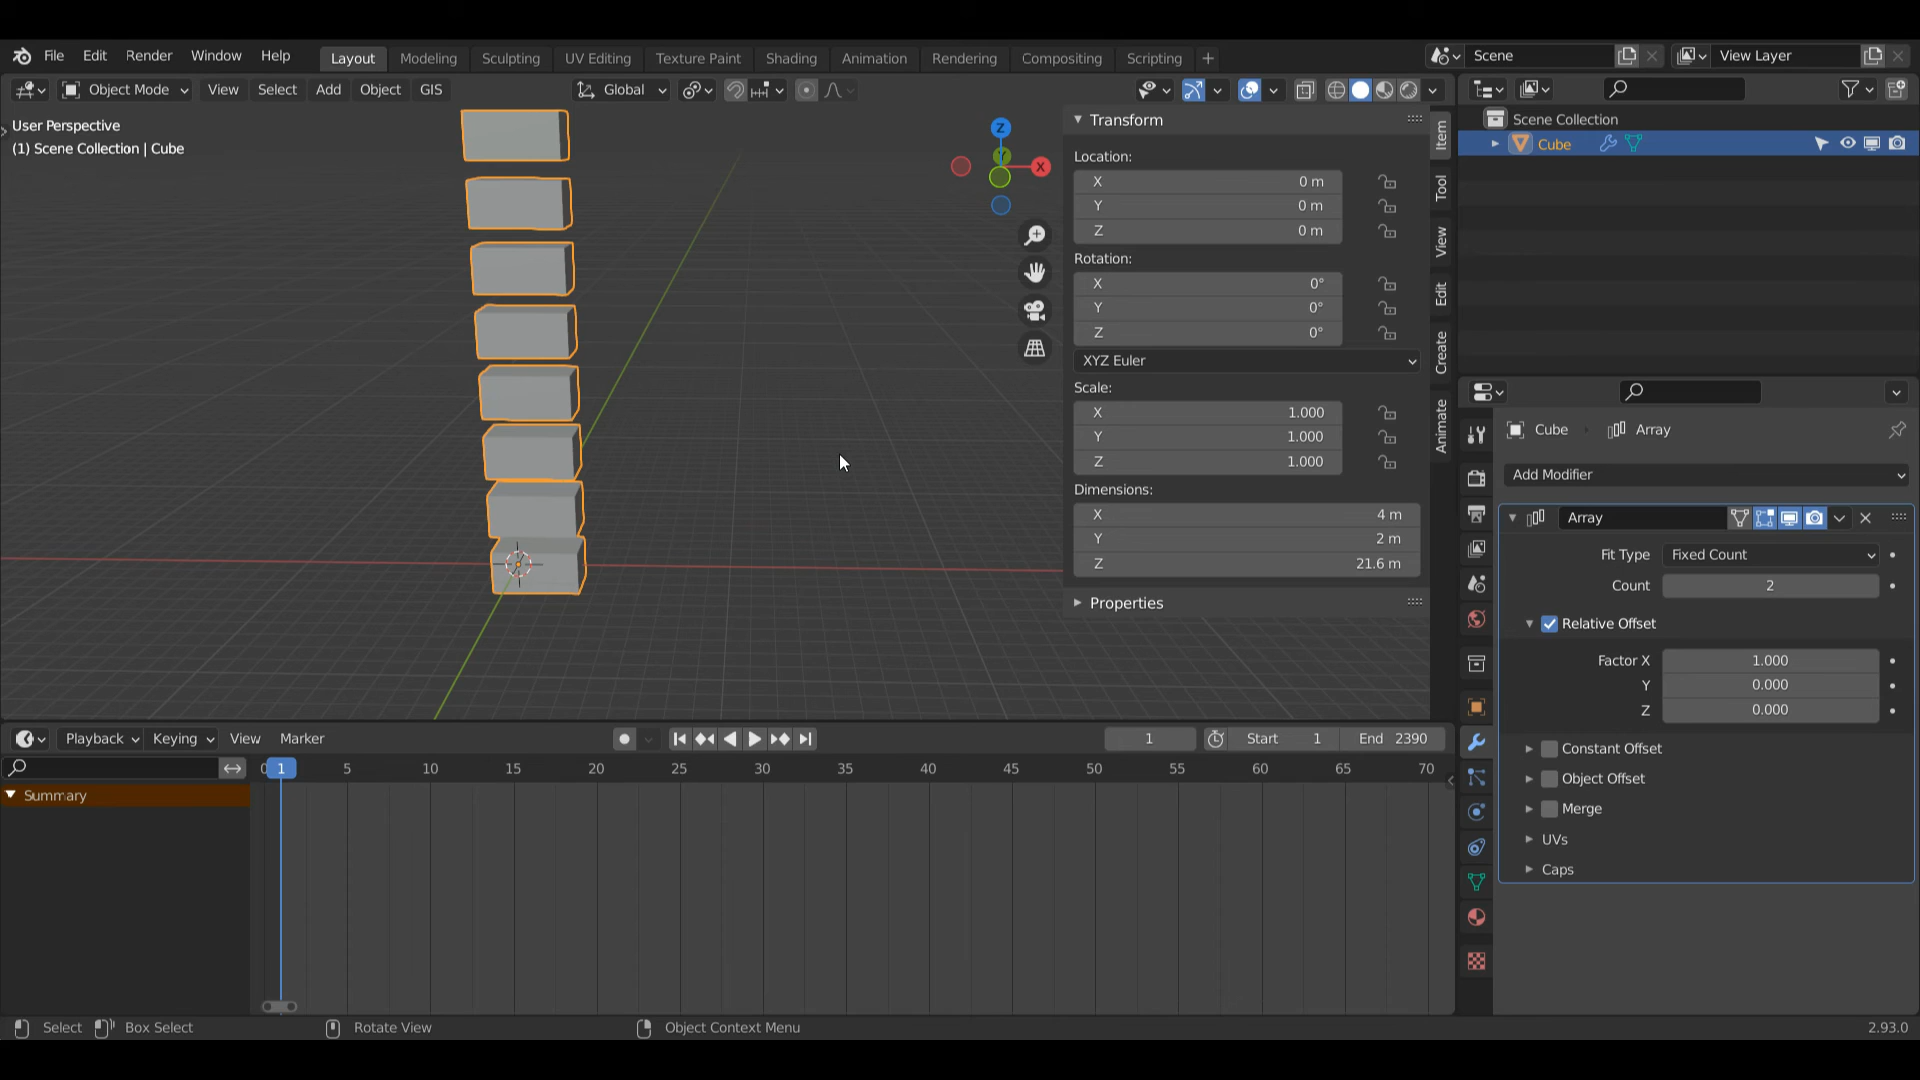 File Edit Render Window Help Layout Modeling Sculpting UV Editing Texture Paint Shading Animation Rendering Compositing Scripting + Scene View Layer
Object Mode View Select Add Object GIS Global
User Perspective
(1) Scene Collection | Cube
Z
Y
X
Transform
Location:
X 0 m
Y 0 m
Z 0 m
Rotation:
X 0°
Y 0°
Z 0°
XYZ Euler
Scale:
X 1.000
Y 1.000
Z 1.000
Dimensions:
X 4 m
Y 2 m
Z 21.6 m
Properties
Item
Tool
View
Edit
Create
Animate
Scene Collection
Cube
Cube Array
Add Modifier
Array
Fit Type Fixed Count
Count 2
Relative Offset
Factor X 1.000
Y 0.000
Z 0.000
Constant Offset
Object Offset
Merge
UVs
Caps
Playback Keying View Marker 1 Start 1 End 2390
0 1 5 10 15 20 25 30 35 40 45 50 55 60 65 70
Summary
Select Box Select Rotate View Object Context Menu 2.93.0